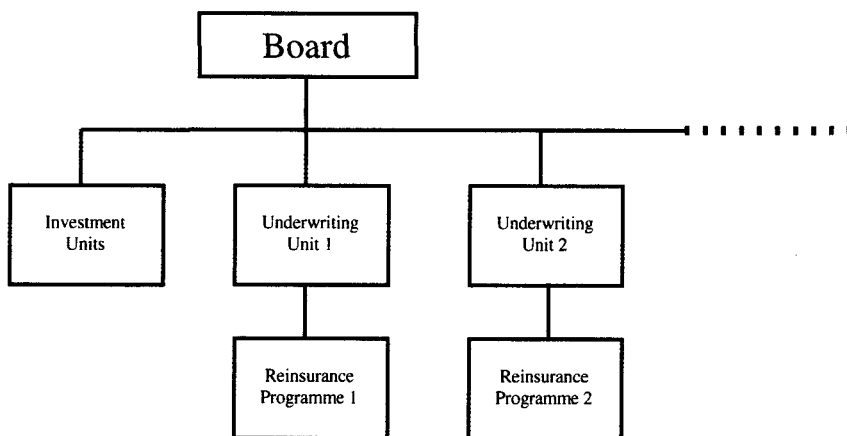 Board
Investment
Units
Underwriting
Unit 1
Underwriting
Unit 2
Reinsurance
Programme 1
Reinsurance
Programme 2